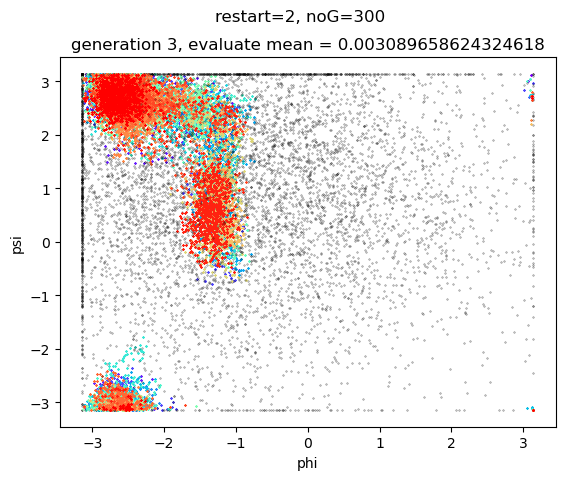 restart=2, noG=300
generation 3, evaluate mean = 0.003089658624324618
3
2
1
0
−1
−2
−3
psi
−3 −2 −1 0 1 2 3
phi